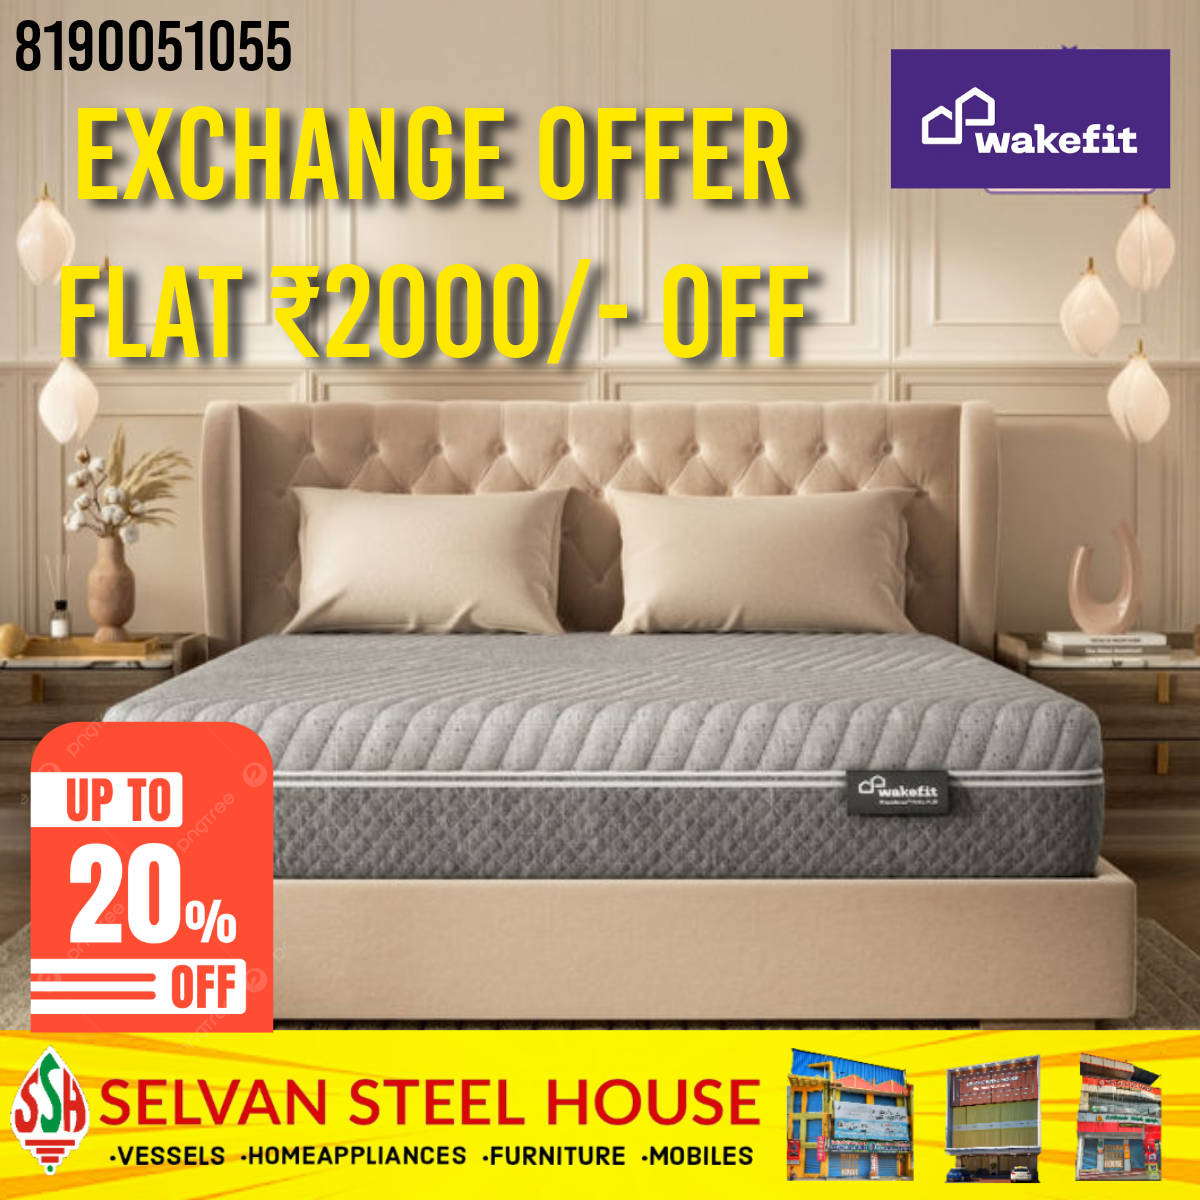 8190051055
wakefit
EXCHANGE OFFER
FLAT ₹2000/- OFF
wakefit
UP TO
20%
OFF
SSH
SELVAN STEEL HOUSE
·VESSELS ·HOMEAPPLIANCES ·FURNITURE ·MOBILES